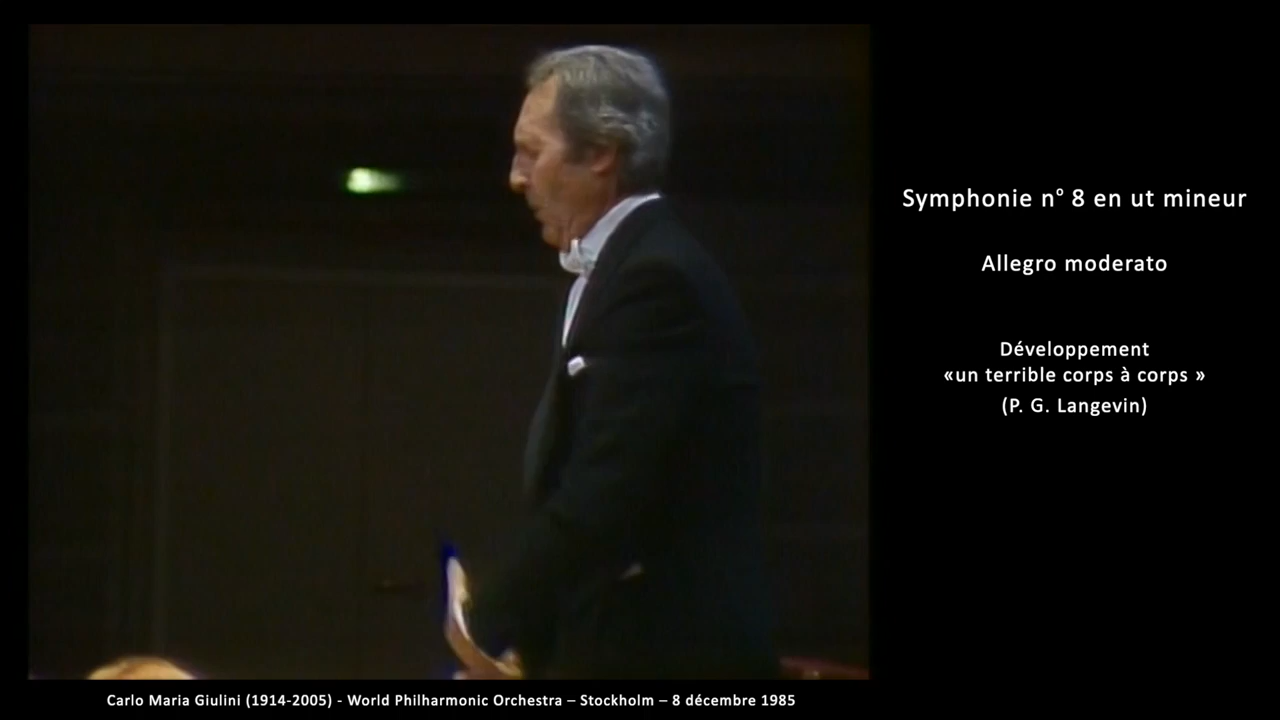 Symphonie n° 8 en ut mineur
Allegro moderato
Développement
«un terrible corps à corps »
(P. G. Langevin)
Carlo Maria Giulini (1914-2005) - World Philharmonic Orchestra – Stockholm – 8 décembre 1985